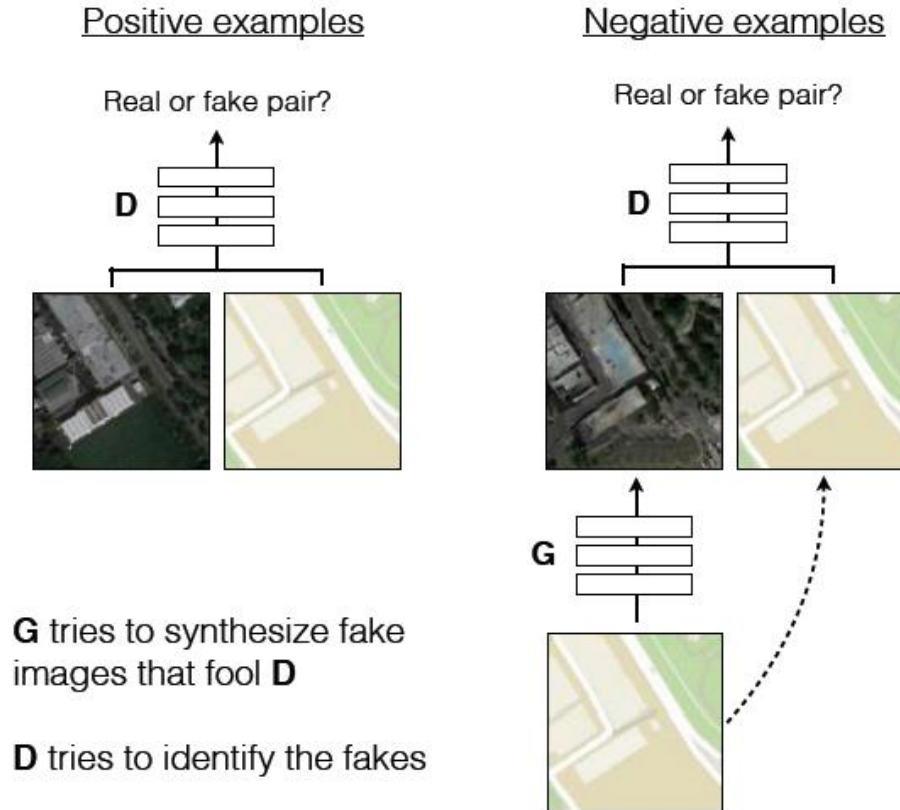 Positive examples
Real or fake pair?
D
Negative examples
Real or fake pair?
D
G
G tries to synthesize fake
images that fool D
D tries to identify the fakes